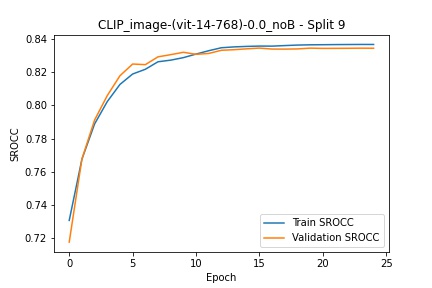 CLIP_image-(vit-14-768)-0.0_noB - Split 9
0.84
0.82
0.80
0.78
0.76
0.74
0.72
SROCC
Train SROCC
Validation SROCC
0 5 10 15 20 25
Epoch